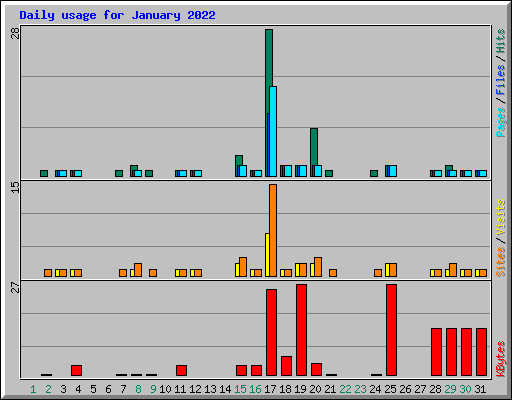 Daily usage for January 2022
28
Pages / Files / Hits
15
Sites / Visits
27
KBytes
1 2 3 4 5 6 7 8 9 10 11 12 13 14 15 16 17 18 19 20 21 22 23 24 25 26 27 28 29 30 31